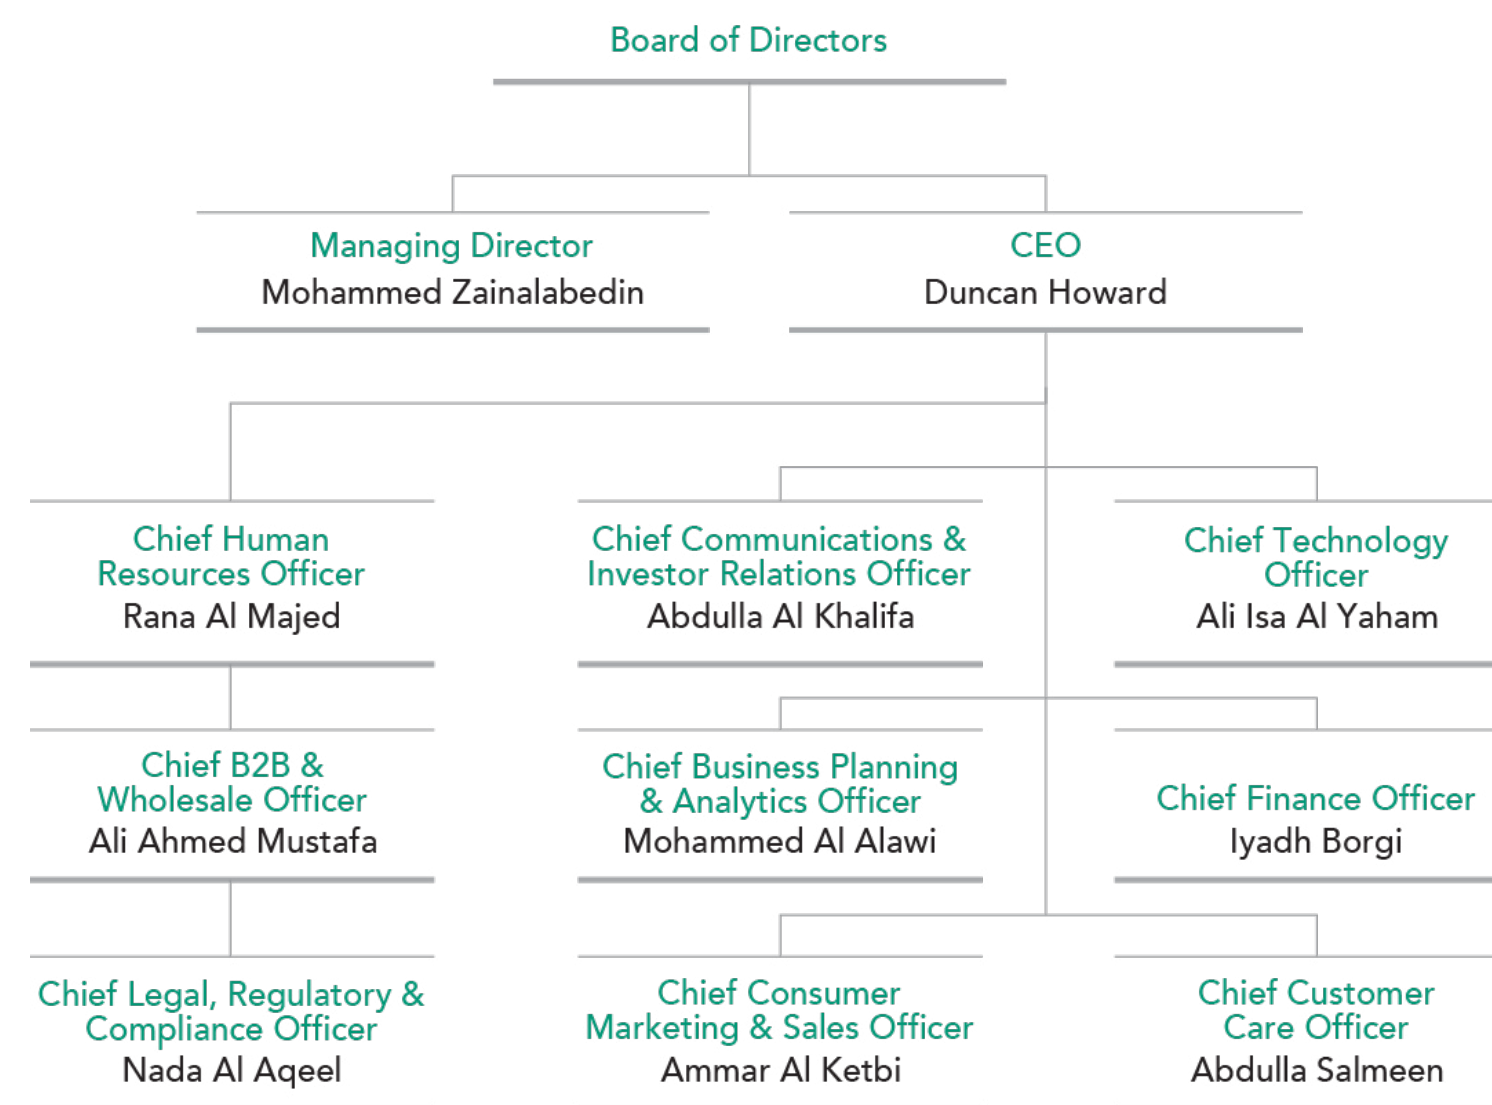 Board of Directors
Managing Director
Mohammed Zainalabedin
CEO
Duncan Howard
Chief Human
Resources Officer
Rana Al Majed
Chief Communications &
Investor Relations Officer
Abdulla Al Khalifa
Chief Technology
Officer
Ali Isa Al Yaham
Chief B2B &
Wholesale Officer
Ali Ahmed Mustafa
Chief Business Planning
& Analytics Officer
Mohammed Al Alawi
Chief Finance Officer
Iyadh Borgi
Chief Legal, Regulatory &
Compliance Officer
Nada Al Aqeel
Chief Consumer
Marketing & Sales Officer
Ammar Al Ketbi
Chief Customer
Care Officer
Abdulla Salmeen